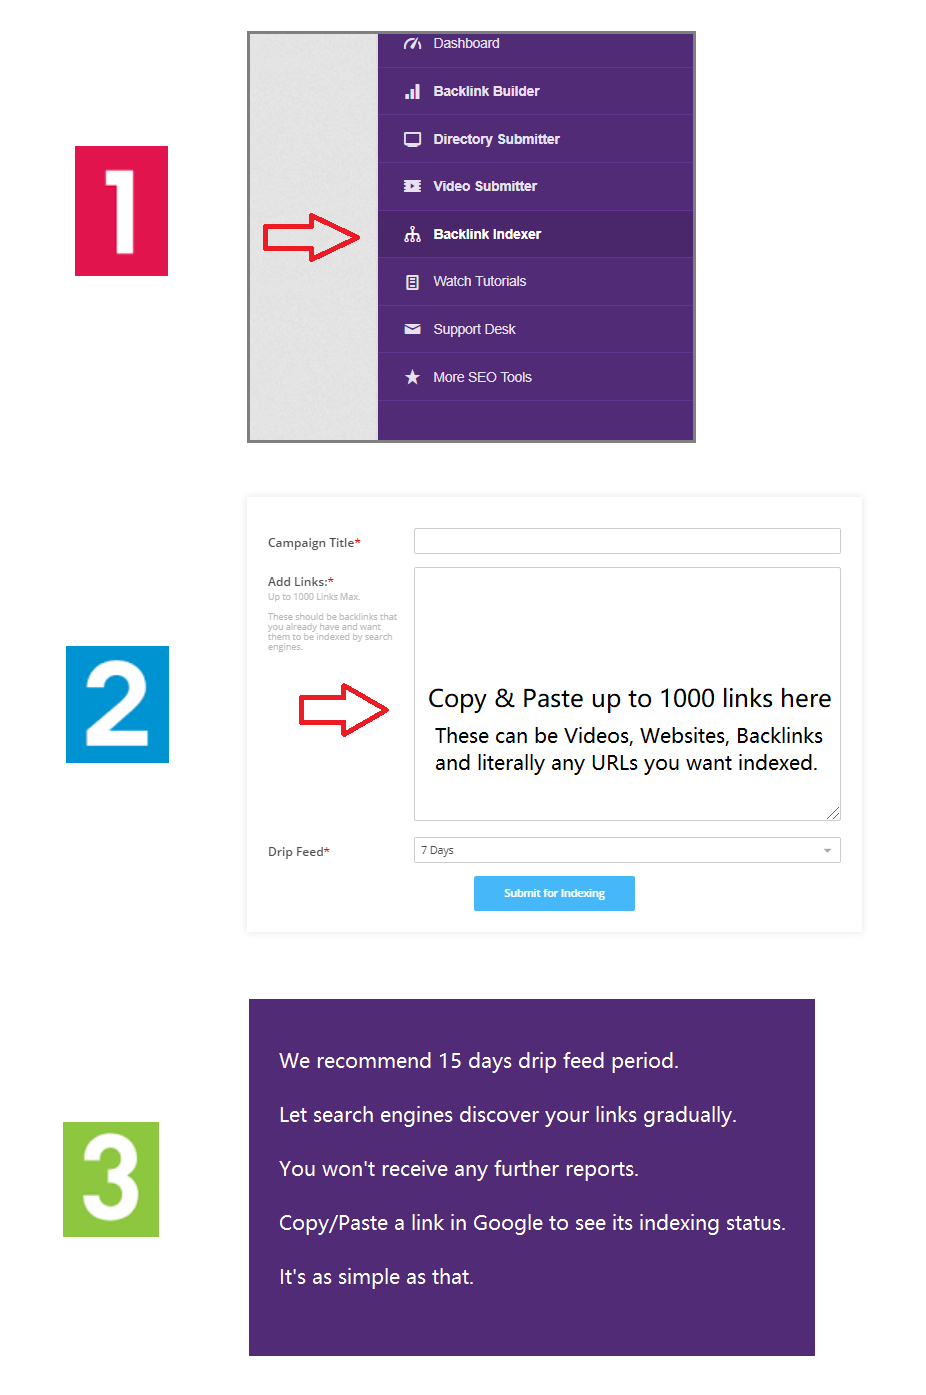 1
Dashboard
Backlink Builder
Directory Submitter
Video Submitter
Backlink Indexer
Watch Tutorials
Support Desk
More SEO Tools
2
Campaign Title*
Add Links:*
Up to 1000 Links Max.
These should be backlinks that
you already have and want
them to be indexed by search
engines.
Copy & Paste up to 1000 links here
These can be Videos, Websites, Backlinks
and literally any URLs you want indexed.
Drip Feed*
7 Days
Submit for Indexing
3
We recommend 15 days drip feed period.
Let search engines discover your links gradually.
You won't receive any further reports.
Copy/Paste a link in Google to see its indexing status.
It's as simple as that.